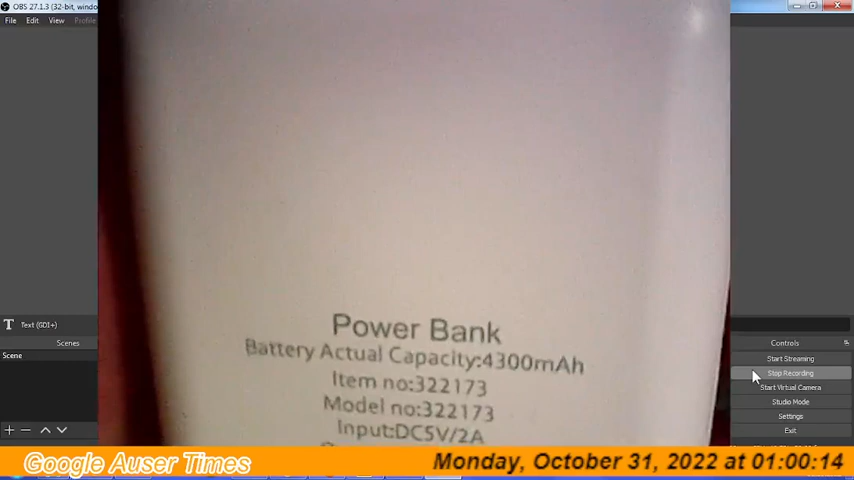 OBS 27.1.3 (32-bit, windo
File Edit View Profile
Power Bank
Battery Actual Capacity:4300mAh
Item no:322173
Model no:322173
Input:DC5V/2A
T Text (GDI+)
Scenes
Scene
Controls
Start Streaming
Stop Recording
Start Virtual Camera
Studio Mode
Settings
Exit
Google Auser Times
Monday, October 31, 2022 at 01:00:14